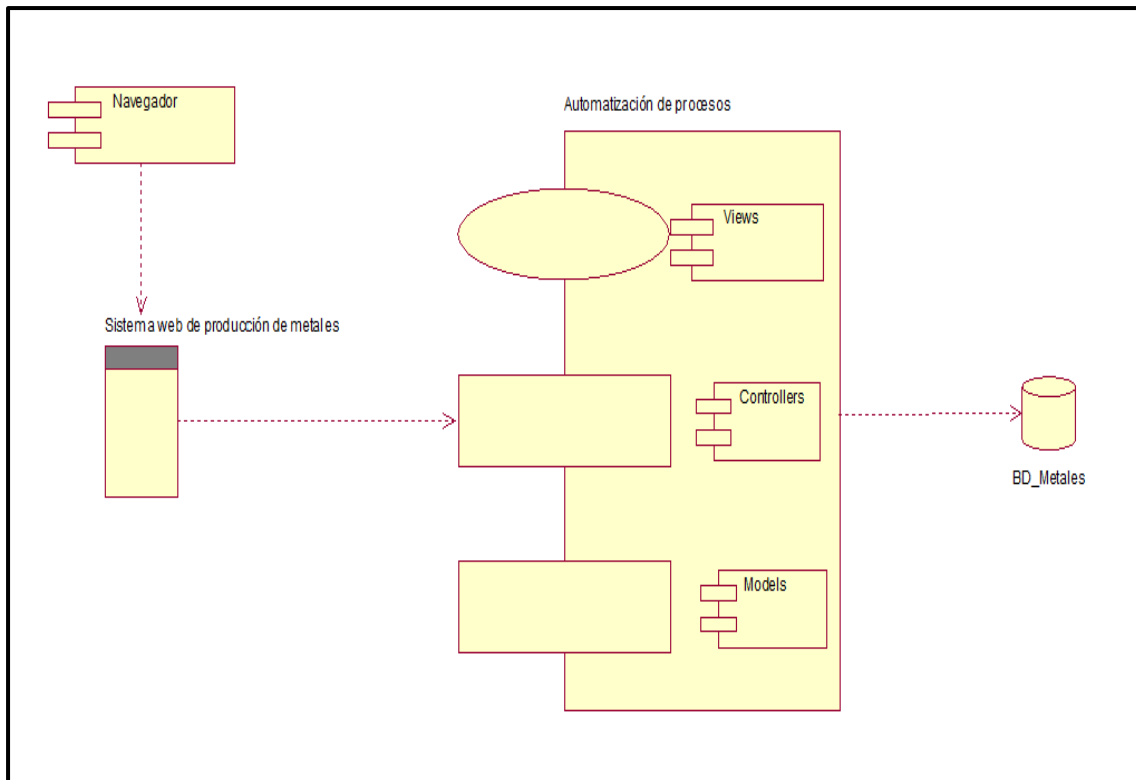 Navegador
Automatización de procesos
Views
Sistema web de producción de metales
Controllers
BD_Metales
Models